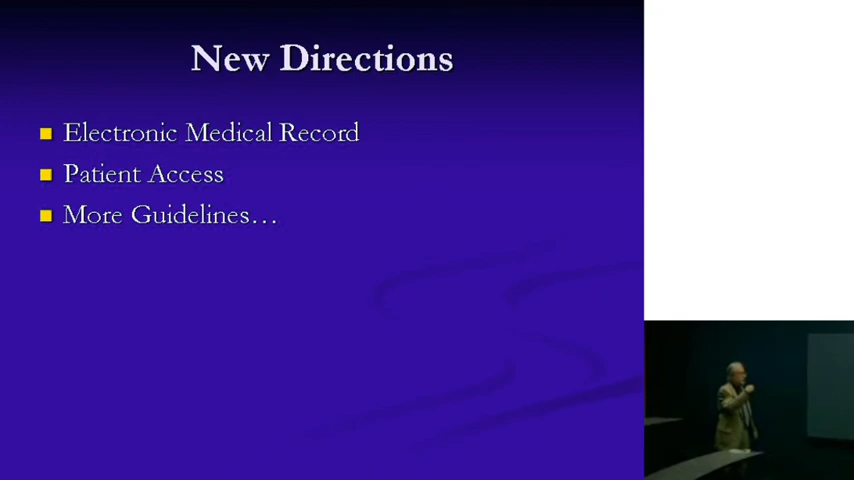 New Directions
Electronic Medical Record
Patient Access
More Guidelines…